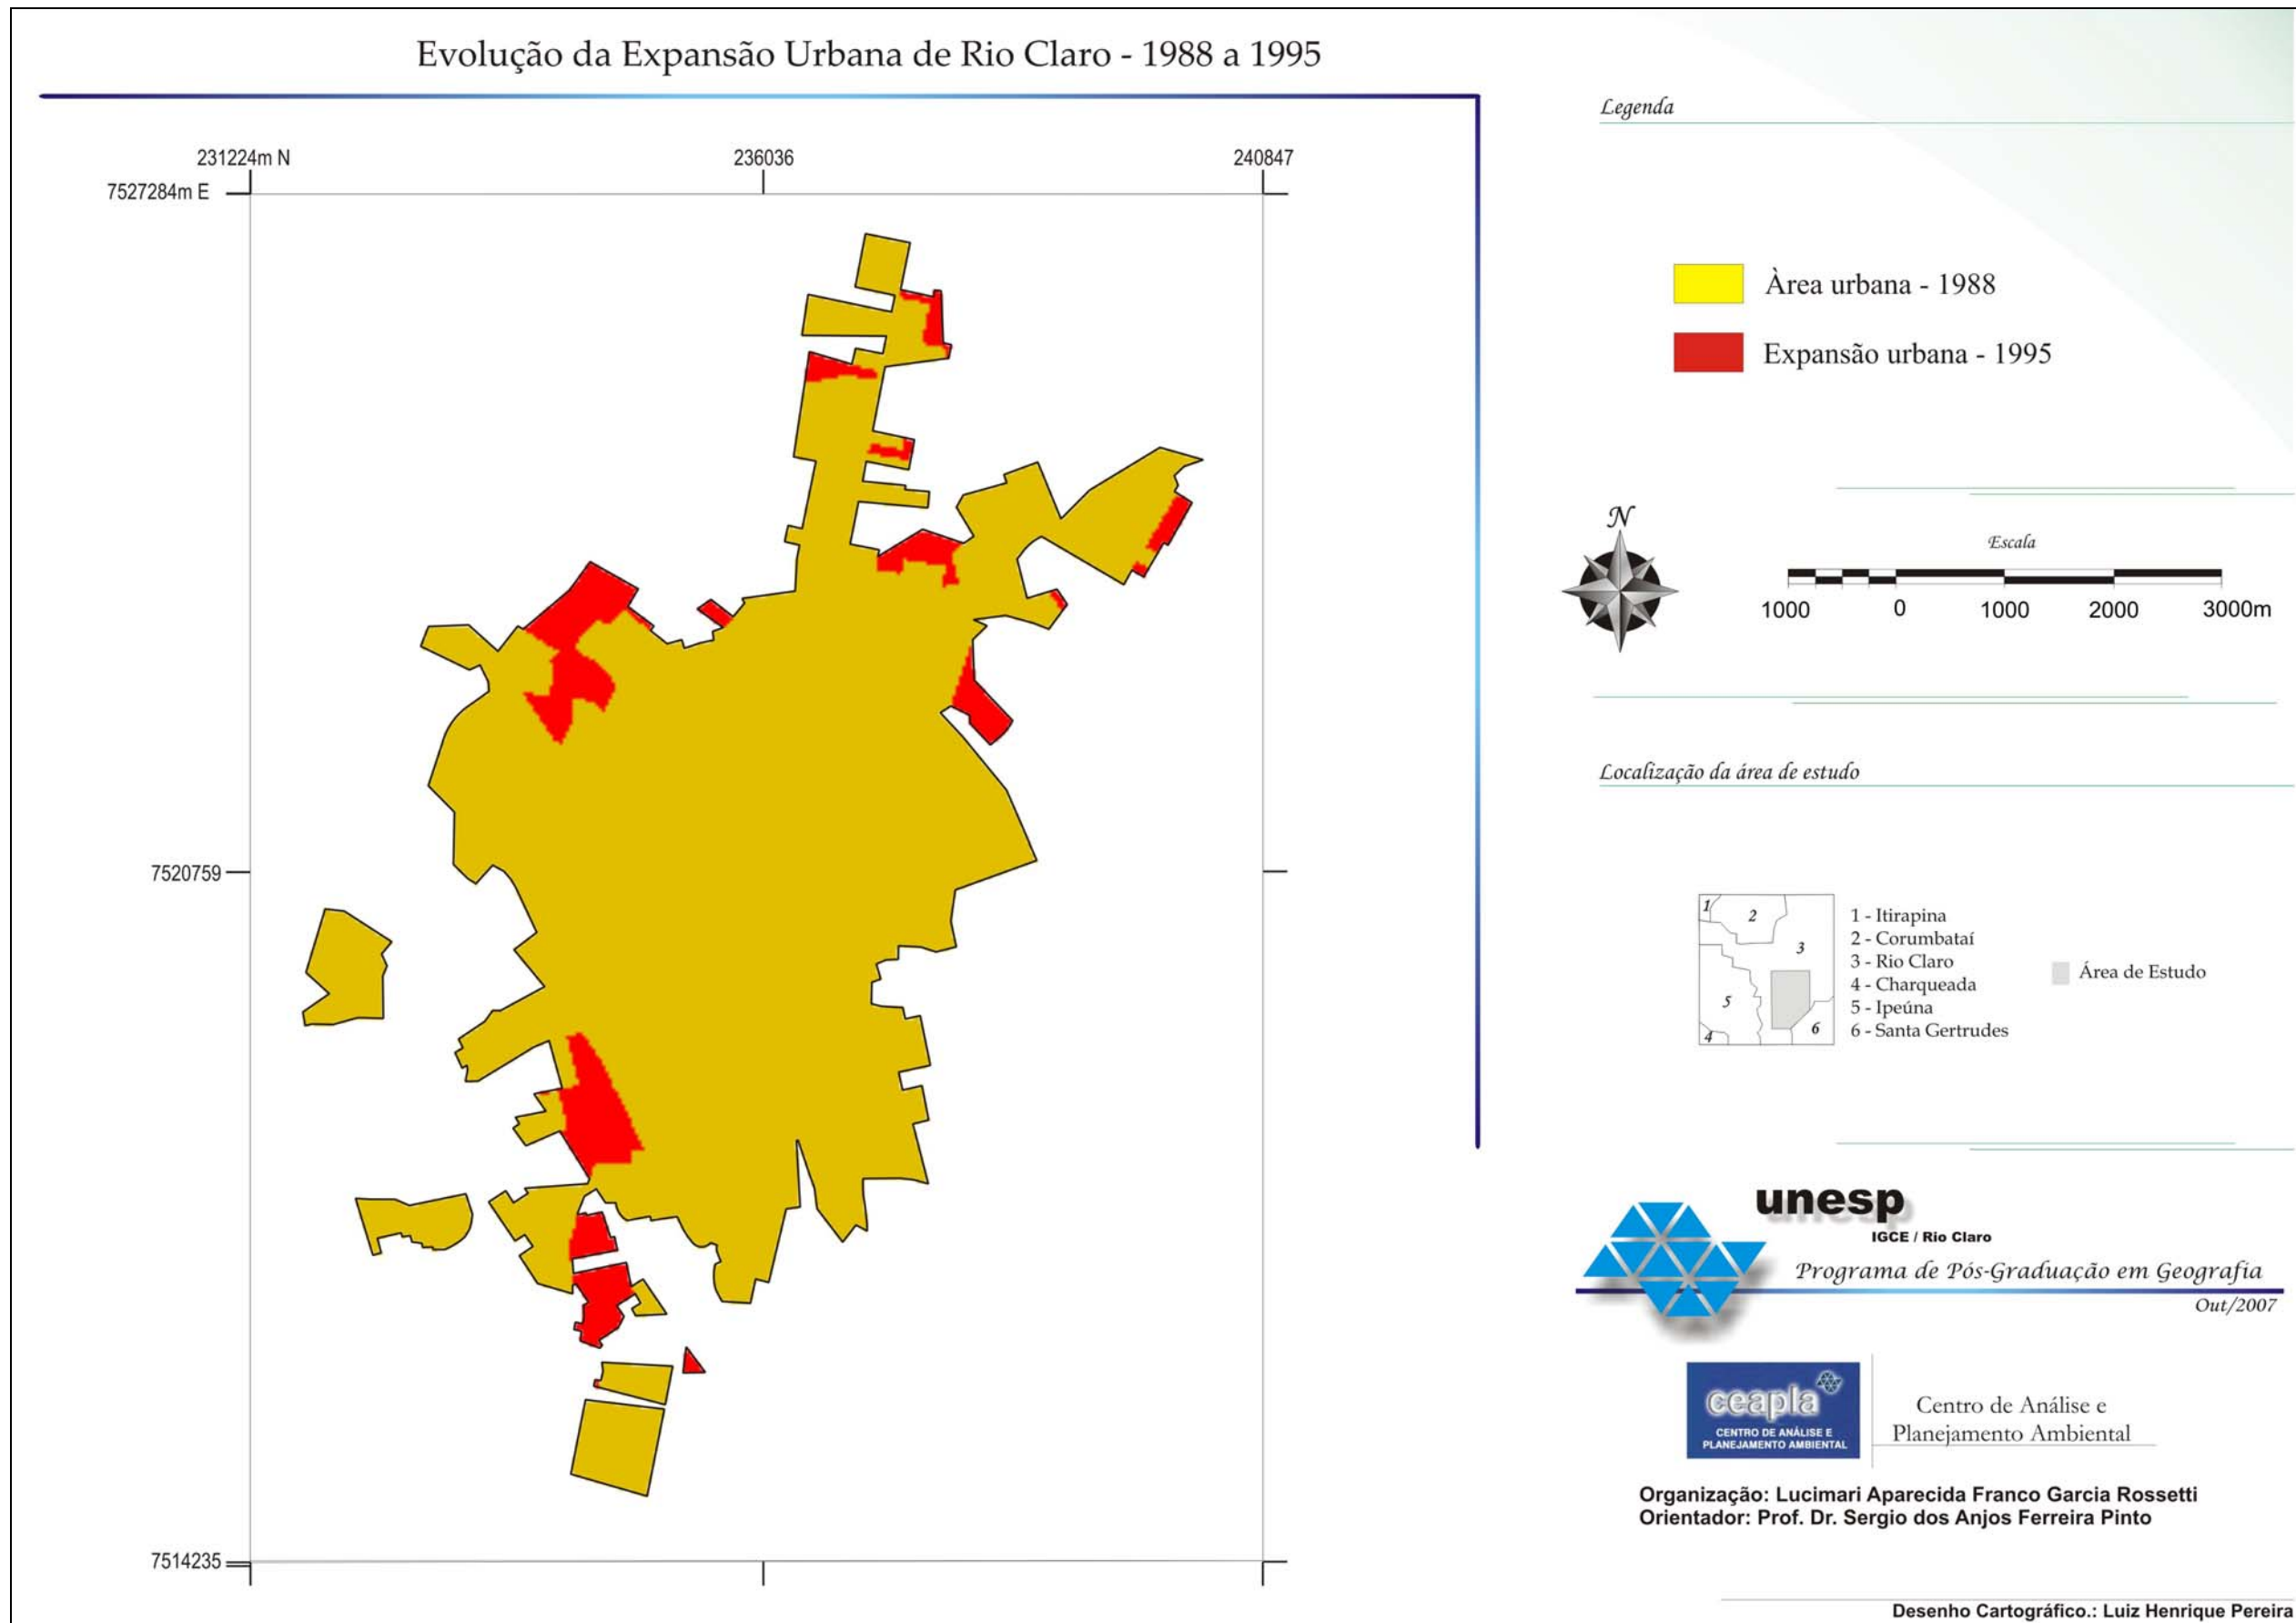 Evolução da Expansão Urbana de Rio Claro - 1988 a 1995
231224m N
236036
240847
7527284m E
7520759
7514235
Legenda
Àrea urbana - 1988
Expansão urbana - 1995
N
Escala
1000
0
1000
2000
3000m
Localização da área de estudo
1
2
3
5
4
6
1 - Itirapina
2 - Corumbataí
3 - Rio Claro
4 - Charqueada
5 - Ipeúna
6 - Santa Gertrudes
Área de Estudo
unesp
IGCE / Rio Claro
Programa de Pós-Graduação em Geografia
Out/2007
ceapla
CENTRO DE ANÁLISE E
PLANEJAMENTO AMBIENTAL
Centro de Análise e
Planejamento Ambiental
Organização: Lucimari Aparecida Franco Garcia Rossetti
Orientador: Prof. Dr. Sergio dos Anjos Ferreira Pinto
Desenho Cartográfico.: Luiz Henrique Pereira